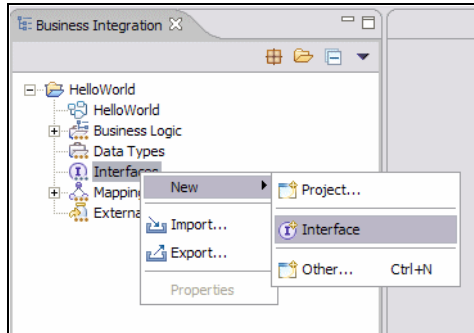 Business Integration
HelloWorld
HelloWorld
Business Logic
Data Types
Interfaces
New
Project...
Mapping
Import...
Interface
Externa
Export...
Other... Ctrl+N
Properties